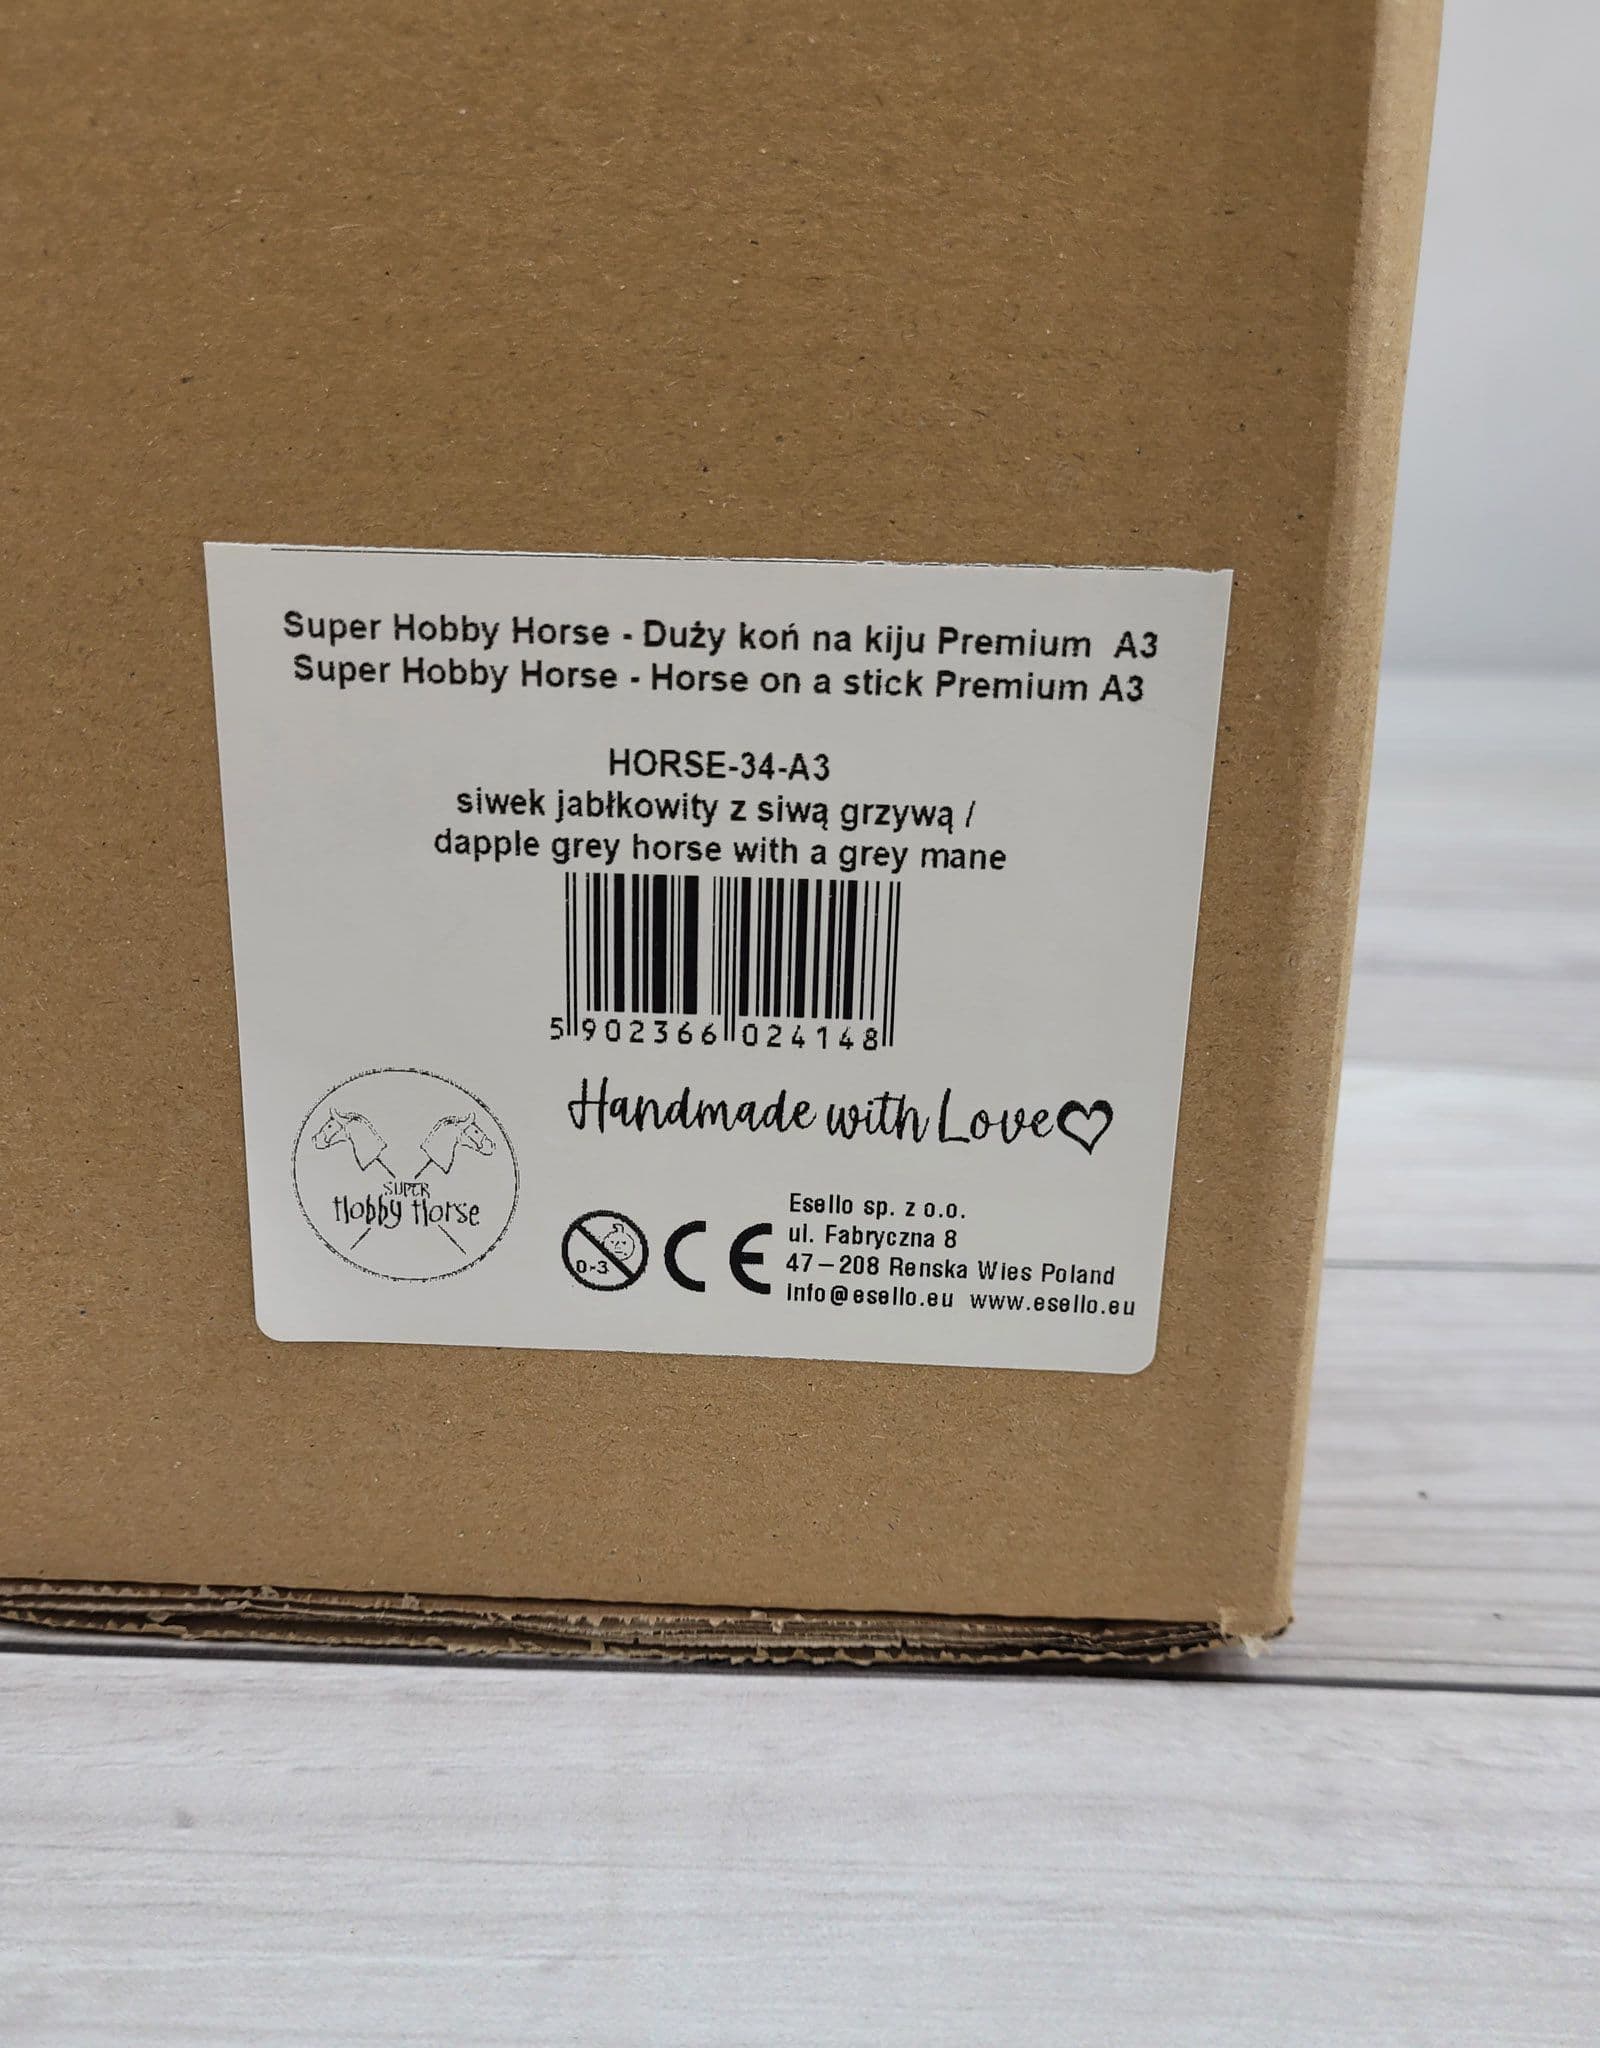 Super Hobby Horse - Duży koń na kiju Premium A3
Super Hobby Horse - Horse on a stick Premium A3
HORSE-34-A3
siwek jabłkowity z siwą grzywą /
dapple grey horse with a grey mane
5 902366 024148
Handmade with Love
SUPER
Hobby Horse
0-3
CE
Esello sp. z o.o.
ul. Fabryczna 8
47-208 Renska Wies Poland
info@esello.eu www.esello.eu